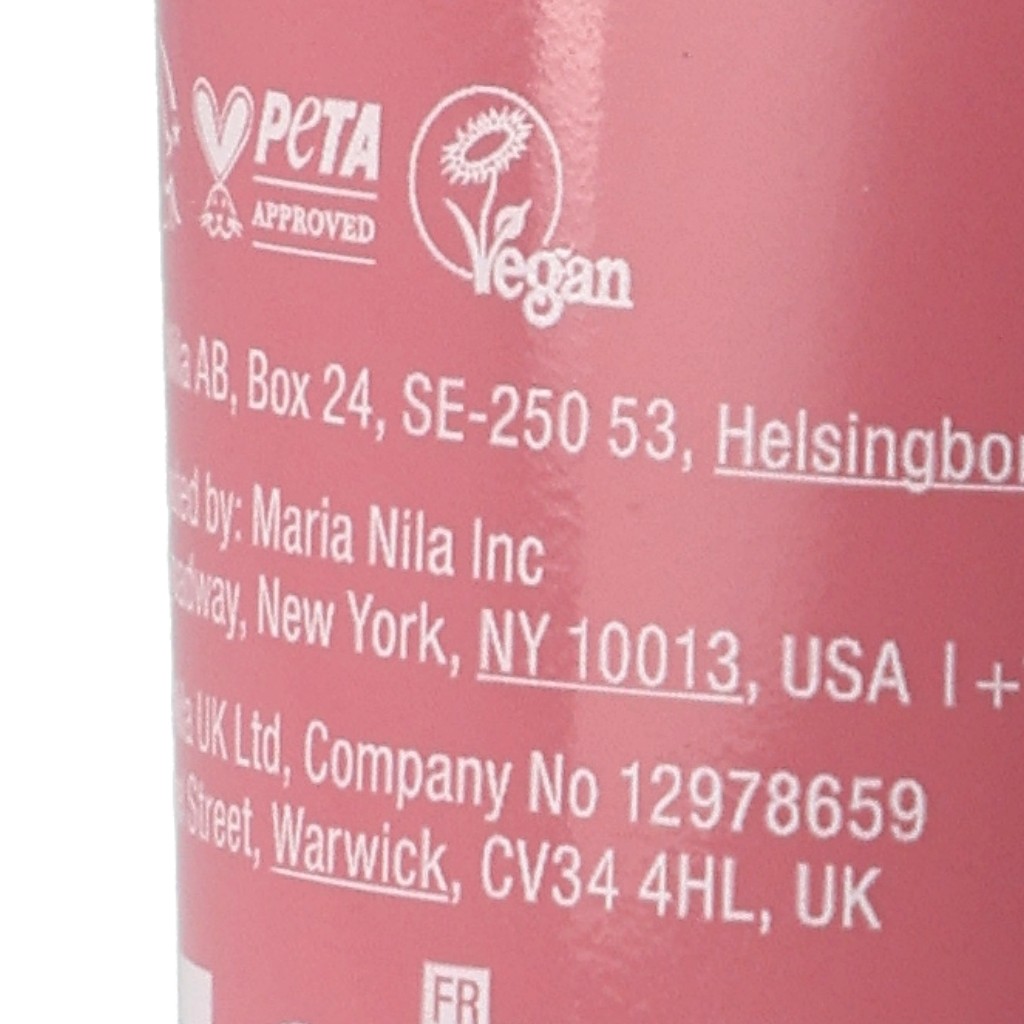 PETA
APPROVED
Vegan
AB, Box 24, SE-250 53,
by: Maria Nila Inc
New York, NY 10013, USA | +
UK Ltd, Company No 12978659
Street, Warwick, CV34 4HL, UK
FR